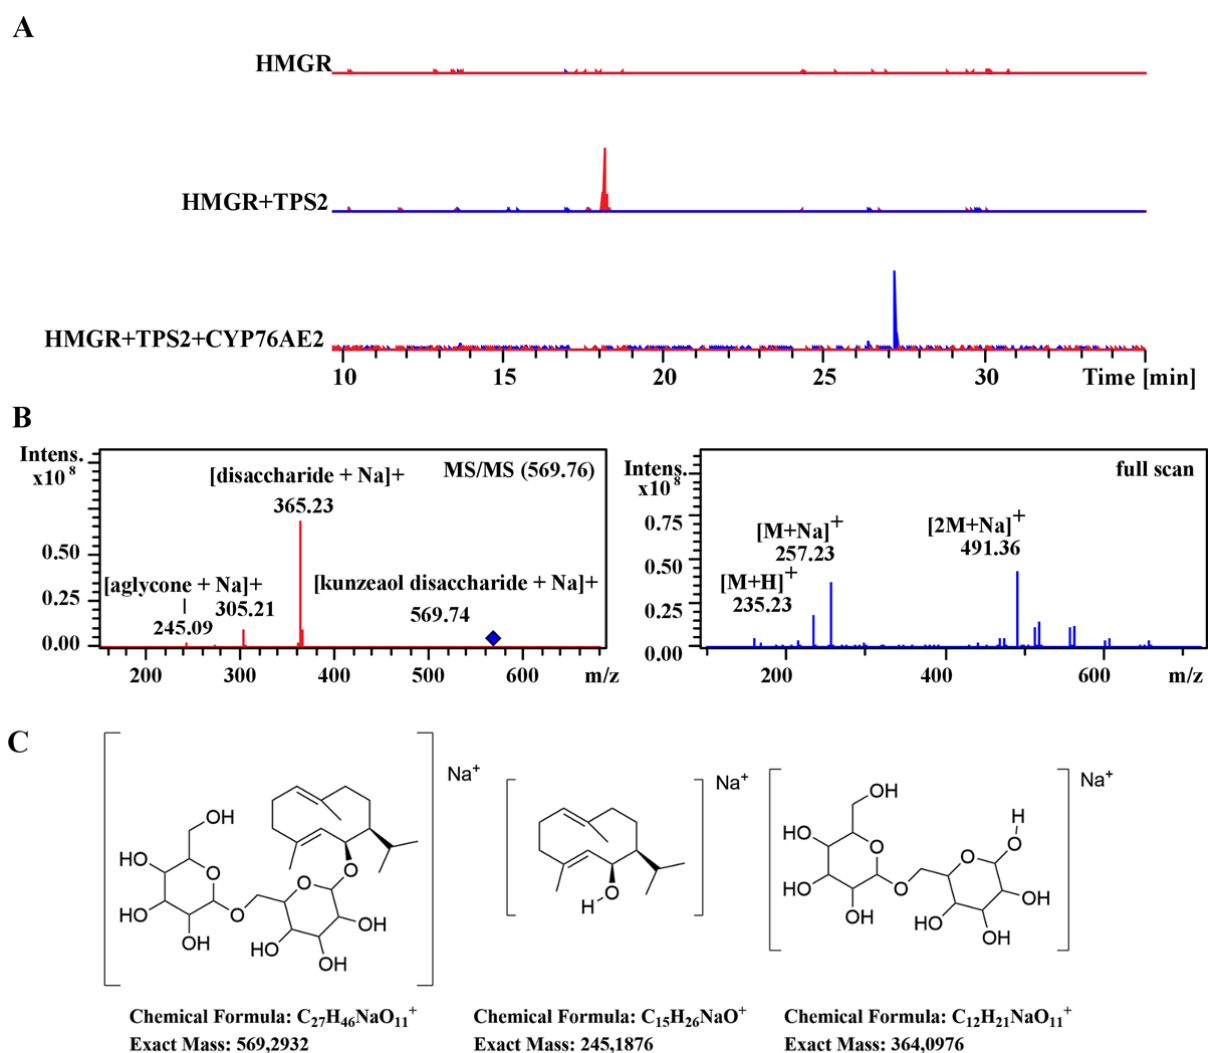 A
HMGR
HMGR+TPS2
HMGR+TPS2+CYP76AE2
10 15 20 25 30 Time [min]
B
Intens.
x10⁸
[disaccharide + Na]+
365.23
MS/MS (569.76)
0.50
[aglycone + Na]+
[kunzeaol disaccharide + Na]+
0.25
305.21
569.74
245.09
0.00
200 300 400 500 600 m/z
Intens.
x10⁸
full scan
0.75
[M+Na]⁺
257.23
[2M+Na]⁺
491.36
0.50
[M+H]⁺
235.23
0.25
0.00
200 400 600 m/z
C
Na⁺
OH
HO
O
HO
OH
O
O
O
HO
OH
OH
Na⁺
H
O
Na⁺
OH
HO
O
HO
OH
O
O
H
O
OH
HO
OH
Chemical Formula: C₂₇H₄₆NaO₁₁⁺
Exact Mass: 569,2932
Chemical Formula: C₁₅H₂₆NaO⁺
Exact Mass: 245,1876
Chemical Formula: C₁₂H₂₁NaO₁₁⁺
Exact Mass: 364,0976